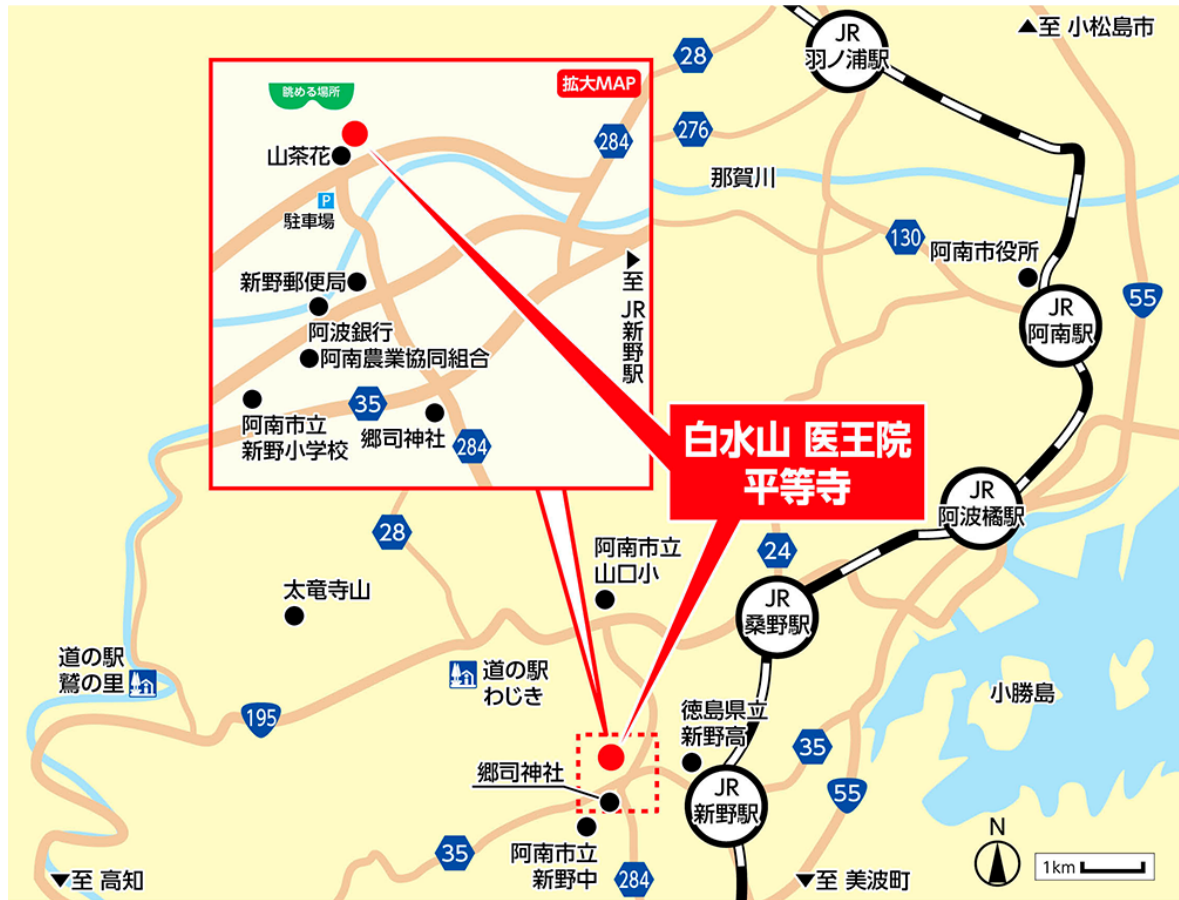 JR
羽ノ浦駅
▲至 小松島市
28
276
那賀川
130
阿南市役所
55
JR
阿南駅
眺める場所
拡大MAP
284
山茶花
P
駐車場
▶至 JR新野駅
新野郵便局
阿波銀行
阿南農業協同組合
35
阿南市立
新野小学校
郷司神社
284
白水山 医王院
平等寺
JR
阿波橘駅
28
阿南市立
山口小
24
JR
桑野駅
太竜寺山
道の駅
鷲の里
道の駅
わじき
195
小勝島
徳島県立
新野高
35
55
郷司神社
JR
新野駅
35
阿南市立
新野中
284
N
1km
▼至 高知
▼至 美波町